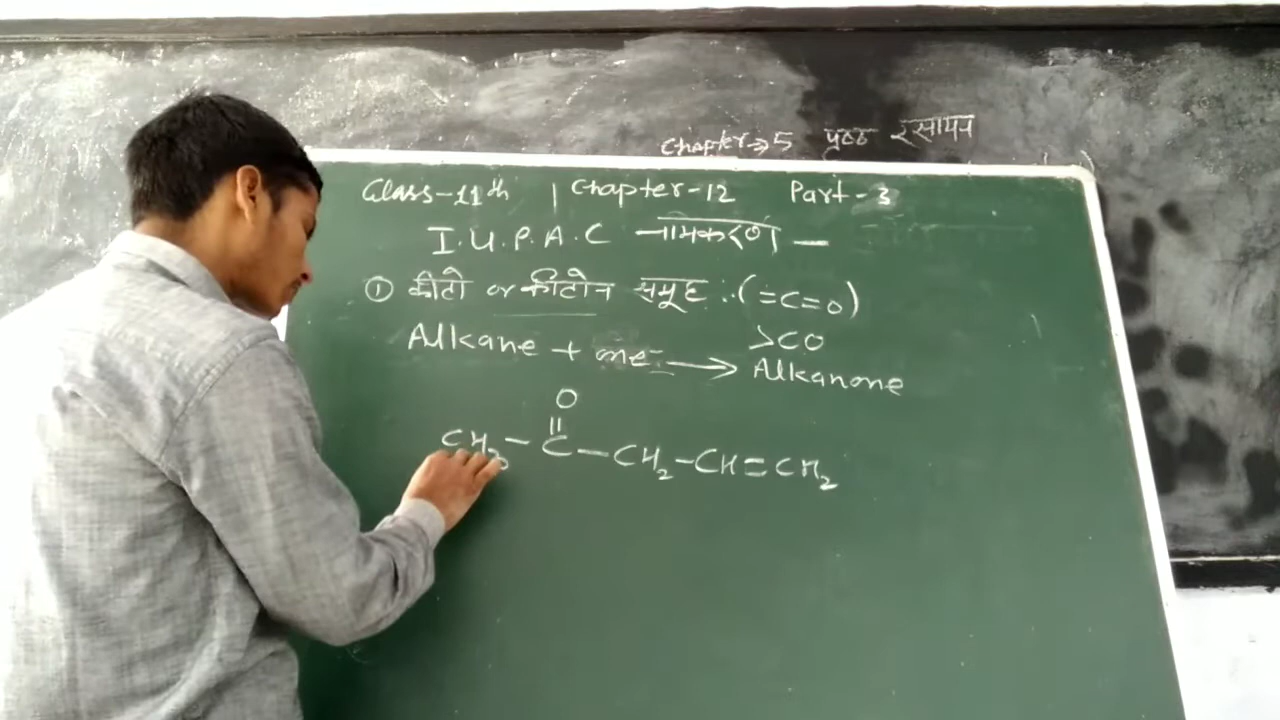 Chapter→5 पृष्ठ रसायन
Class-11th | Chapter-12 Part-3
I.U.P.A.C नामकरण —
① कीटो or कीटोन समूह :- (=C=O)
>CO
Alkane + one → Alkanone
O
||
CH3 - C - CH2 - CH = CH2